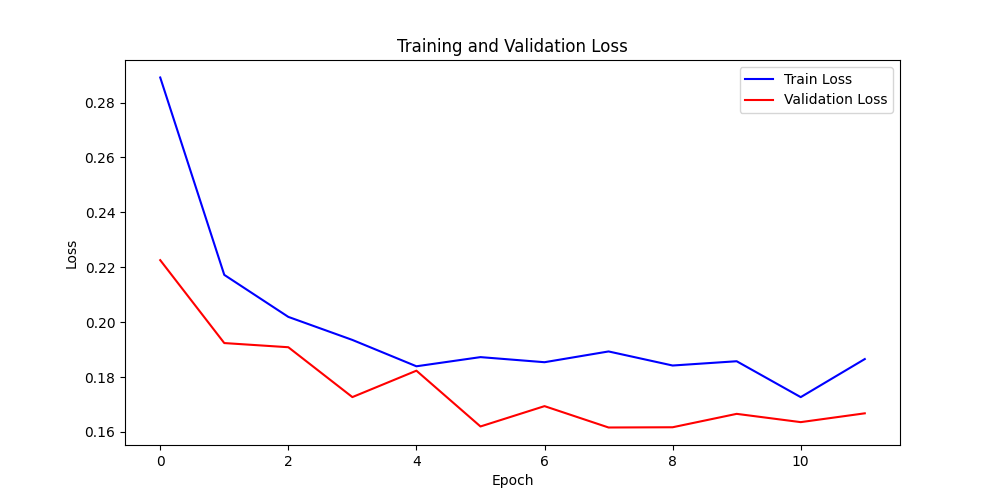 Training and Validation Loss
Train Loss
Validation Loss
Loss
0.28
0.26
0.24
0.22
0.20
0.18
0.16
0 2 4 6 8 10
Epoch